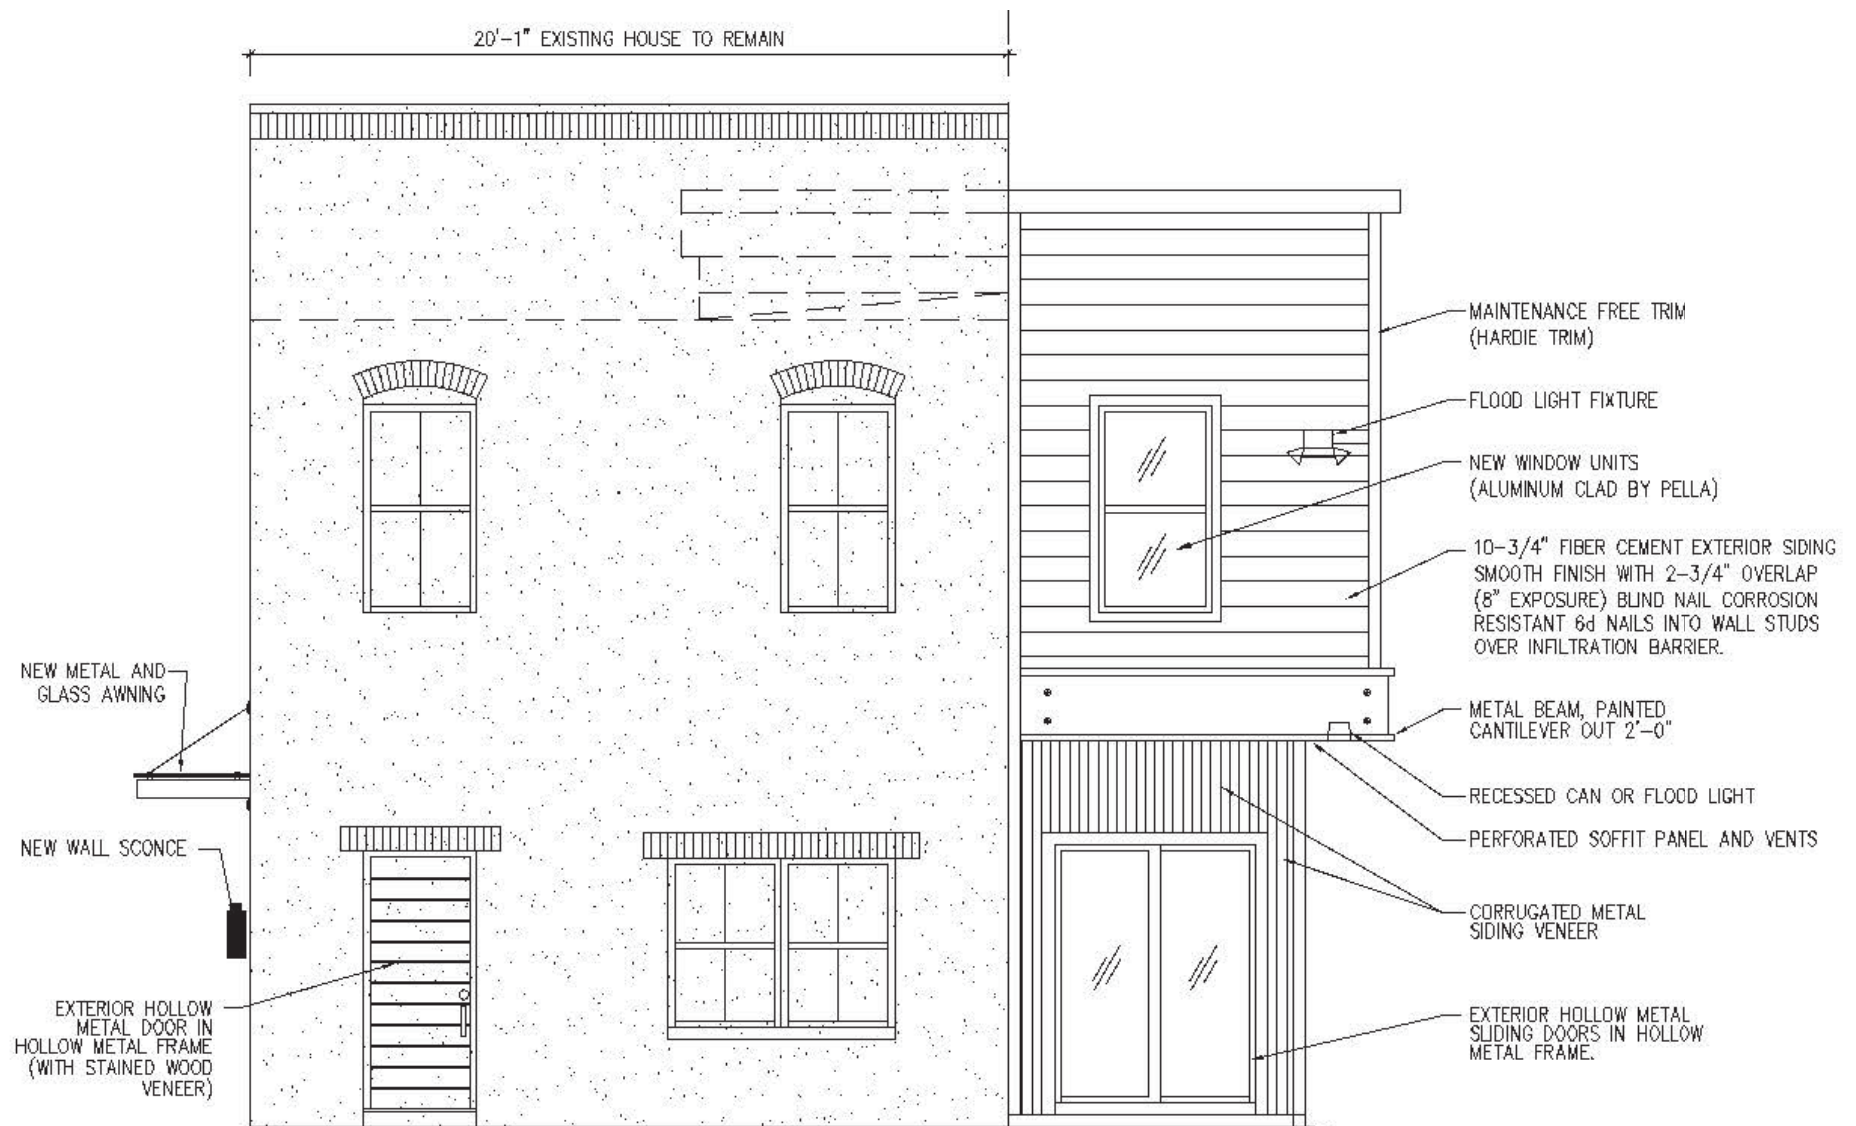 20'-1" EXISTING HOUSE TO REMAIN
MAINTENANCE FREE TRIM
(HARDIE TRIM)
FLOOD LIGHT FIXTURE
NEW WINDOW UNITS
(ALUMINUM CLAD BY PELLA)
10-3/4" FIBER CEMENT EXTERIOR SIDING
SMOOTH FINISH WITH 2-3/4" OVERLAP
(8" EXPOSURE) BLIND NAIL CORROSION
RESISTANT 6d NAILS INTO WALL STUDS
OVER INFILTRATION BARRIER.
NEW METAL AND
GLASS AWNING
METAL BEAM, PAINTED
CANTILEVER OUT 2'-0"
RECESSED CAN OR FLOOD LIGHT
PERFORATED SOFFIT PANEL AND VENTS
NEW WALL SCONCE
CORRUGATED METAL
SIDING VENEER
EXTERIOR HOLLOW
METAL DOOR IN
HOLLOW METAL FRAME
(WITH STAINED WOOD
VENEER)
EXTERIOR HOLLOW METAL
SLIDING DOORS IN HOLLOW
METAL FRAME.